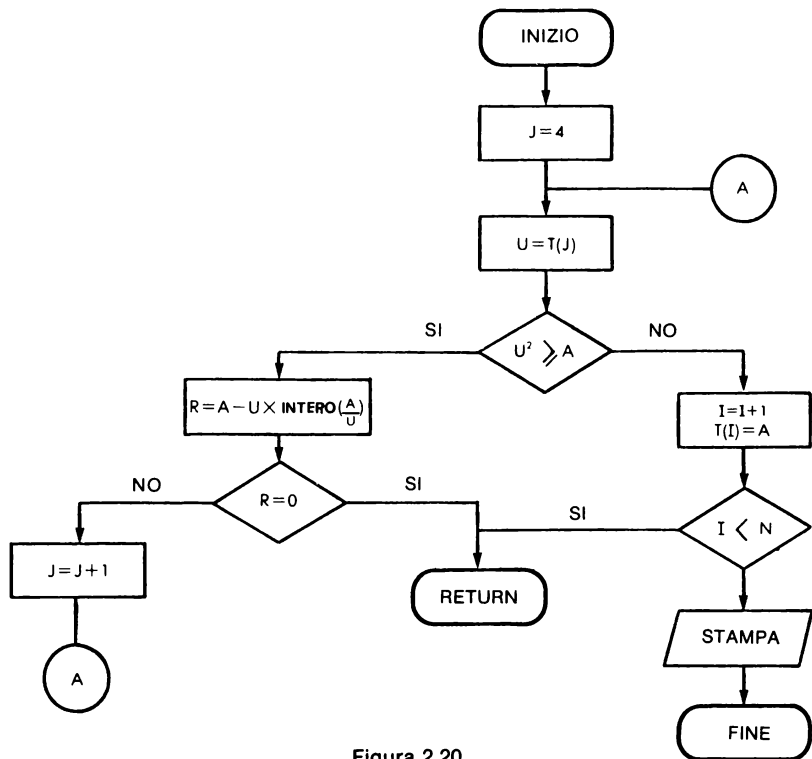 INIZIO
J=4
A
U=T(J)
SI
U² ⩾ A
NO
R=A-U× INTERO(A/U)
I=I+1
T(I)=A
NO
R=0
SI
SI
I < N
J=J+1
RETURN
STAMPA
A
FINE
Figura 2.20